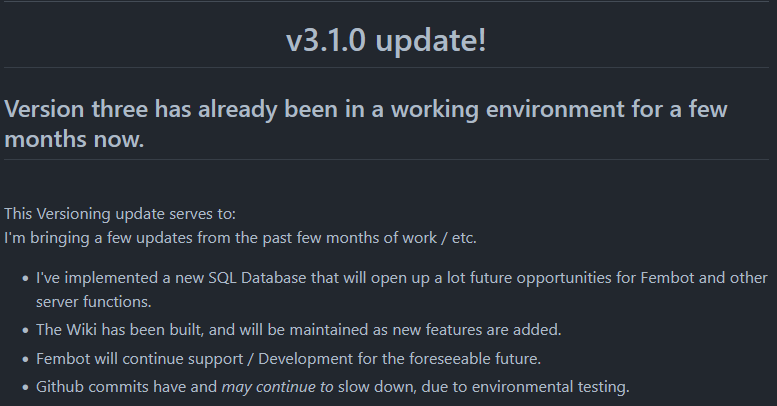 v3.1.0 update!
Version three has already been in a working environment for a few
months now.
This Versioning update serves to:
I'm bringing a few updates from the past few months of work / etc.
• I've implemented a new SQL Database that will open up a lot future opportunities for Fembot and other
server functions.
• The Wiki has been built, and will be maintained as new features are added.
• Fembot will continue support / Development for the foreseeable future.
• Github commits have and may continue to slow down, due to environmental testing.